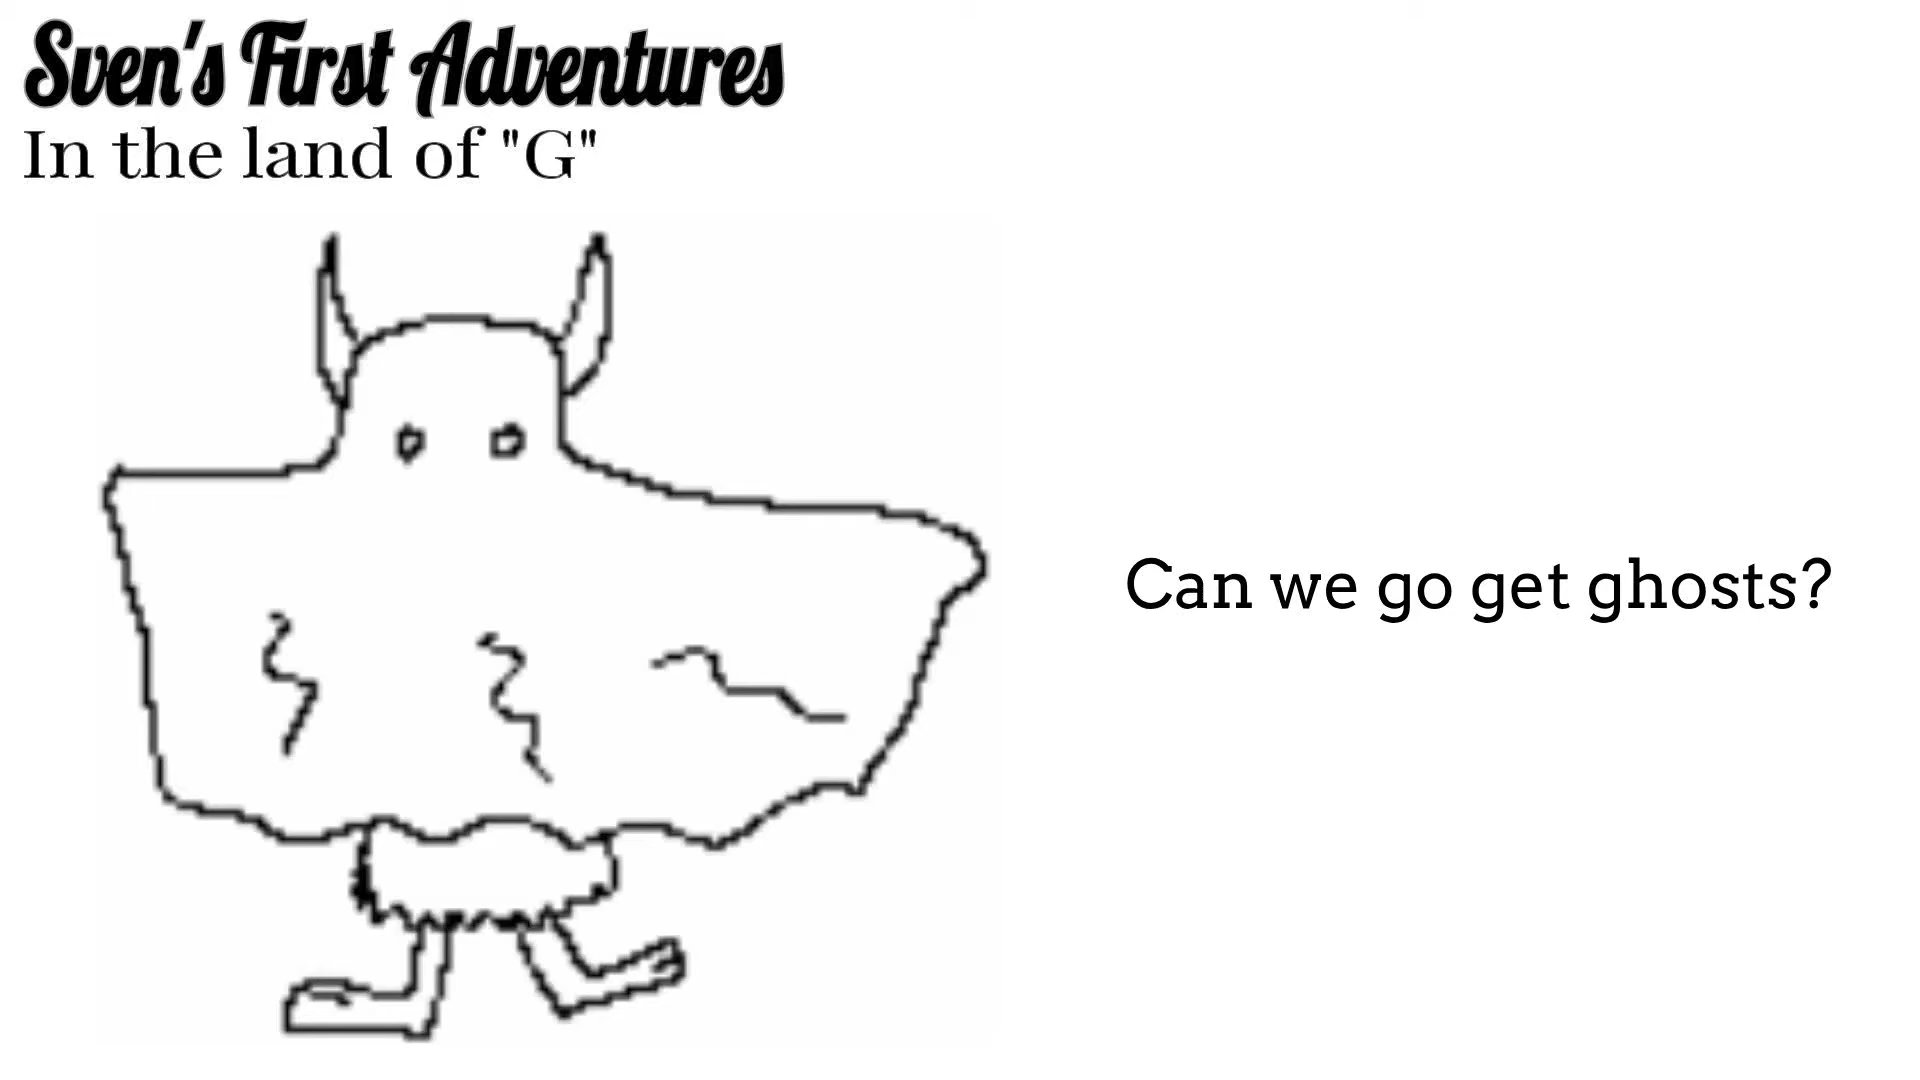 Sven's First Adventures
In the land of "G"
Can we go get ghosts?